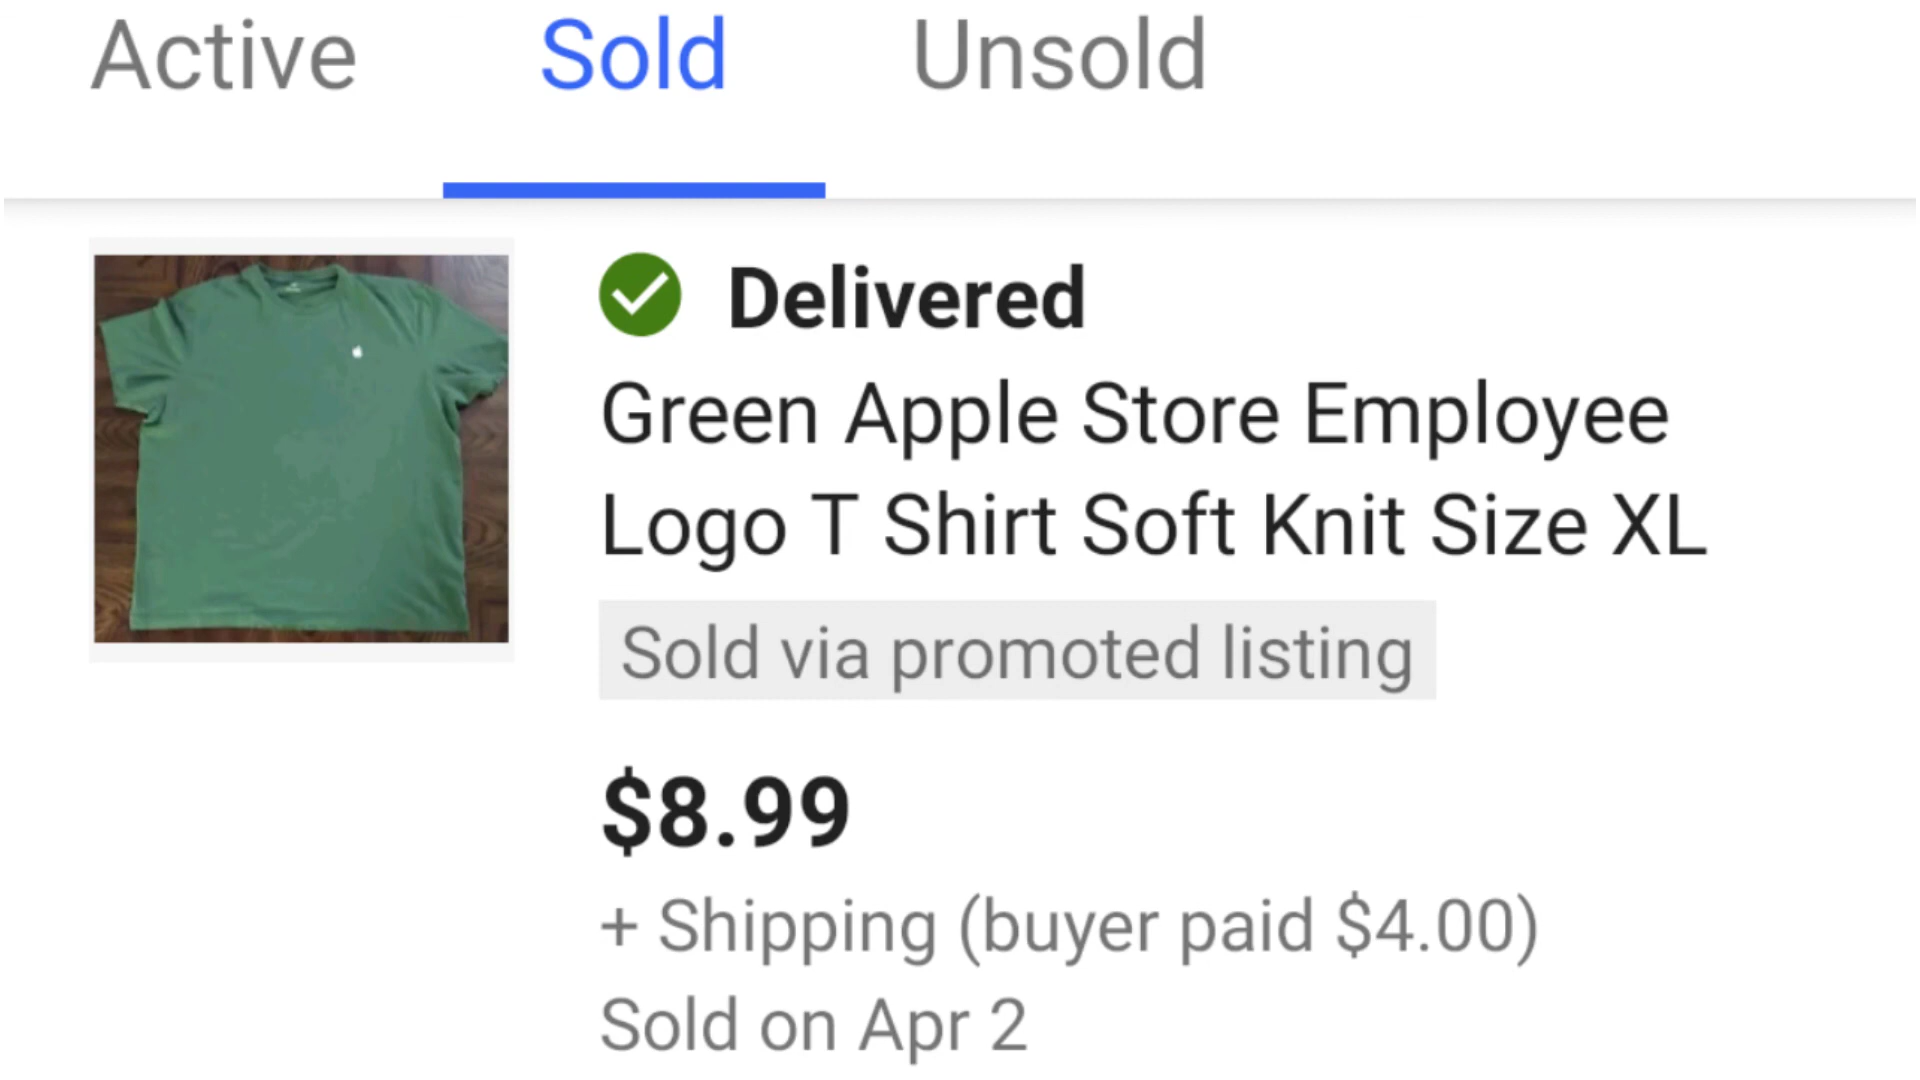 Active Sold Unsold
Delivered
Green Apple Store Employee
Logo T Shirt Soft Knit Size XL
Sold via promoted listing
$8.99
+ Shipping (buyer paid $4.00)
Sold on Apr 2